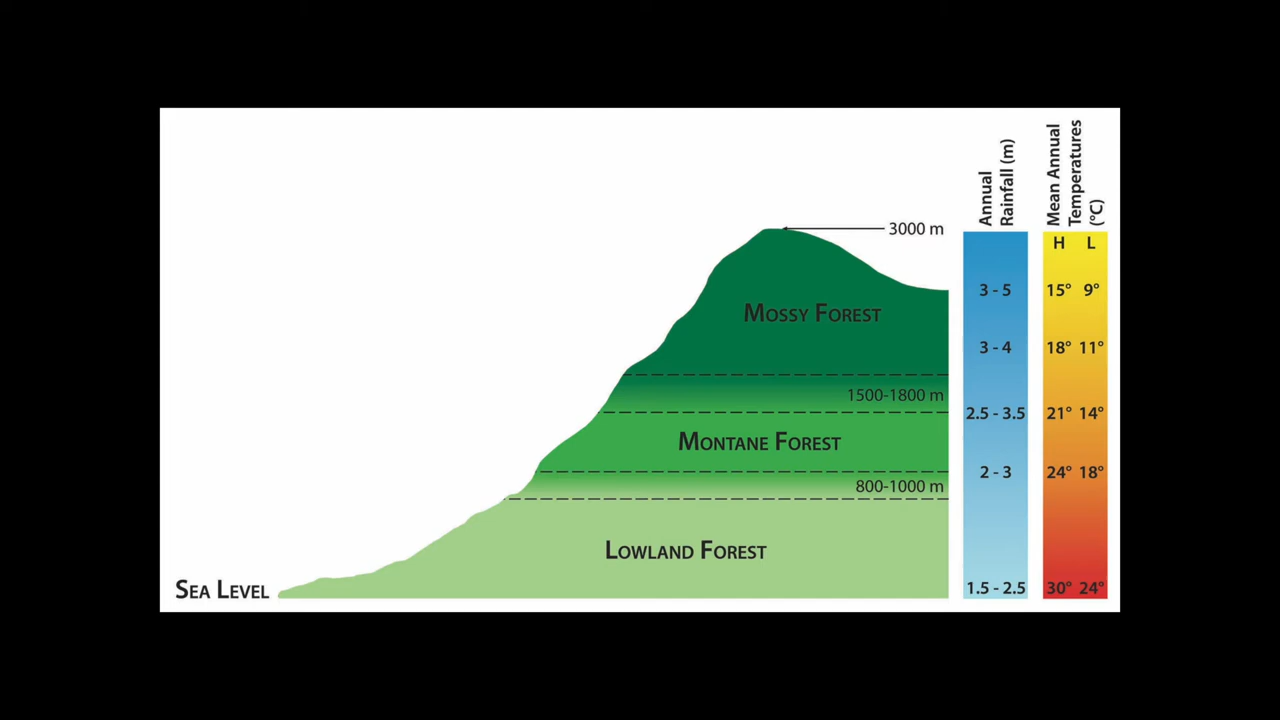 Annual
Rainfall (m)
Mean Annual
Temperatures
(°C)
3000 m
H L
3 - 5 15° 9°
Mossy Forest
3 - 4 18° 11°
1500-1800 m
2.5 - 3.5 21° 14°
Montane Forest
2 - 3 24° 18°
800-1000 m
Lowland Forest
Sea Level
1.5 - 2.5 30° 24°